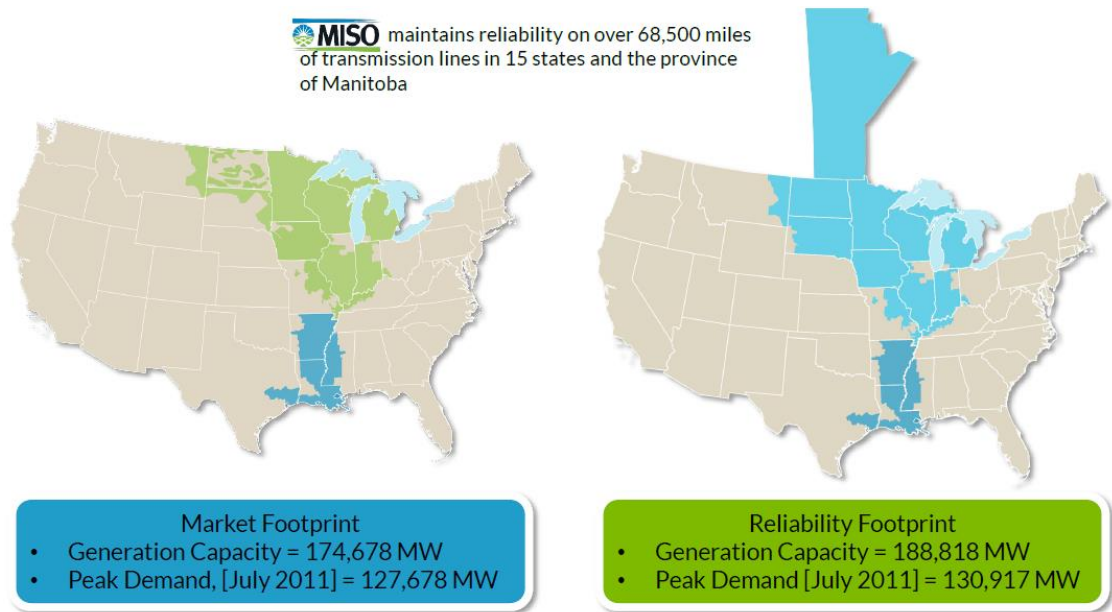 MISO maintains reliability on over 68,500 miles
of transmission lines in 15 states and the province
of Manitoba
Market Footprint
• Generation Capacity = 174,678 MW
• Peak Demand, [July 2011] = 127,678 MW
Reliability Footprint
• Generation Capacity = 188,818 MW
• Peak Demand [July 2011] = 130,917 MW